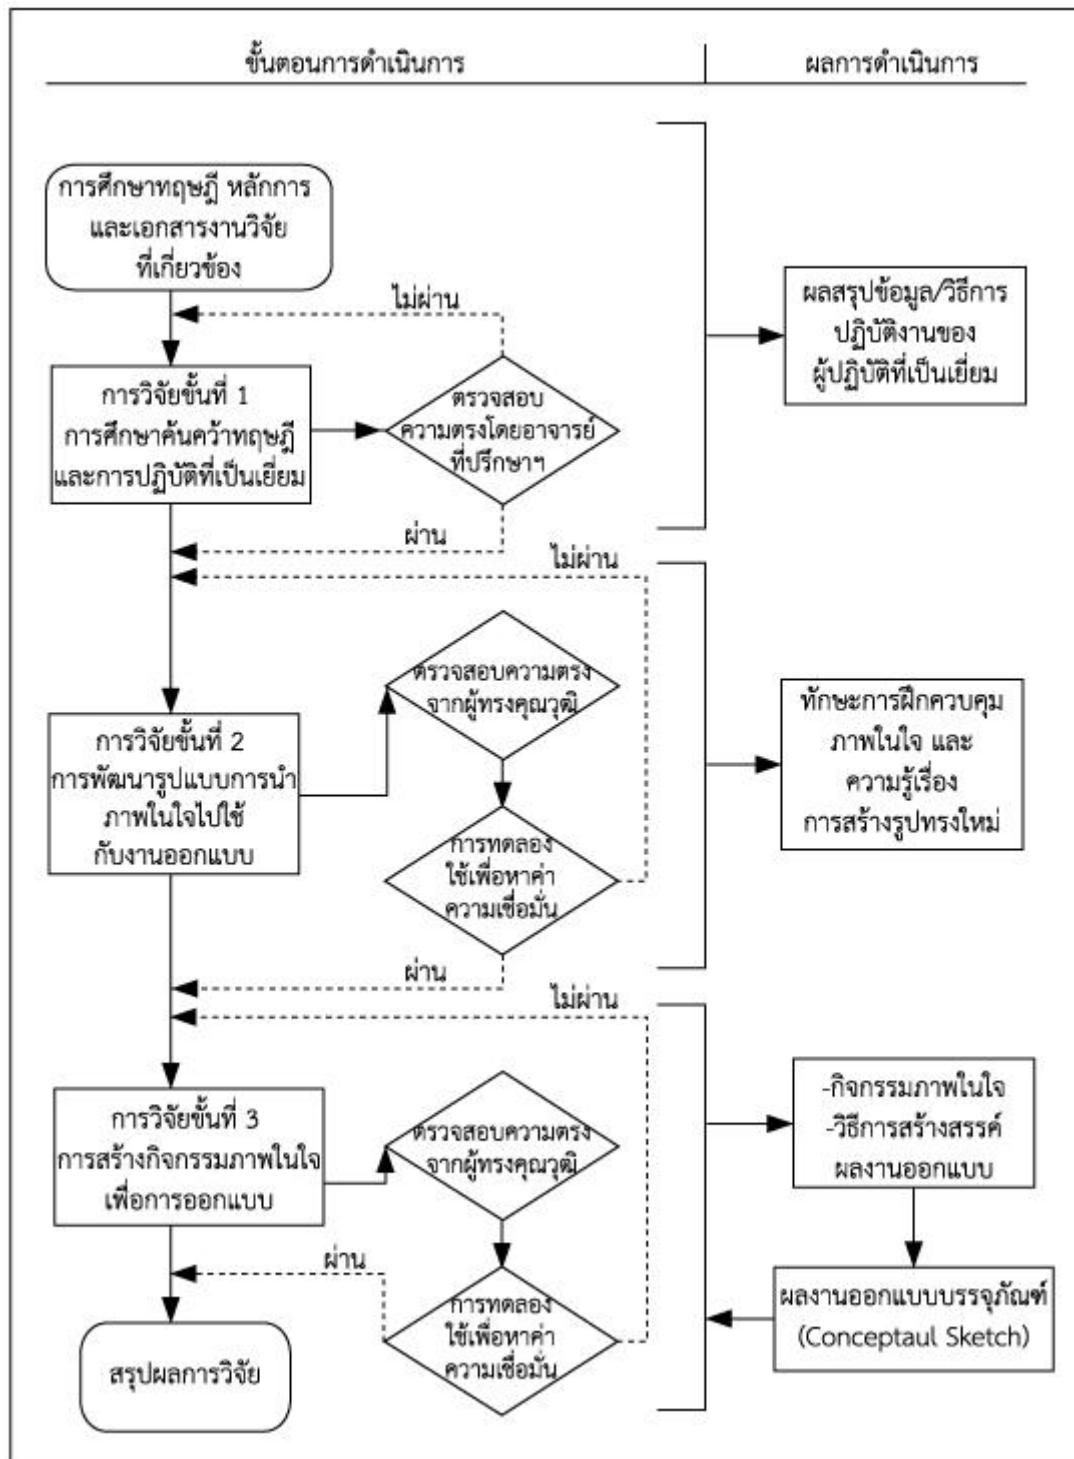 ขั้นตอนการดำเนินการ
ผลการดำเนินการ
การศึกษาทฤษฎี หลักการ
และเอกสารงานวิจัย
ที่เกี่ยวข้อง
ไม่ผ่าน
การวิจัยขั้นที่ 1
การศึกษาค้นคว้าทฤษฎี
และการปฏิบัติที่เป็นเยี่ยม
ตรวจสอบ
ความตรงโดยอาจารย์
ที่ปรึกษาฯ
ผ่าน
ผลสรุปข้อมูล/วิธีการ
ปฏิบัติงานของ
ผู้ปฏิบัติที่เป็นเยี่ยม
ไม่ผ่าน
ตรวจสอบความตรง
จากผู้ทรงคุณวุฒิ
การวิจัยขั้นที่ 2
การพัฒนารูปแบบการนำ
ภาพในใจไปใช้
กับงานออกแบบ
การทดลอง
ใช้เพื่อหาค่า
ความเชื่อมั่น
ผ่าน
ทักษะการฝึกควบคุม
ภาพในใจ และ
ความรู้เรื่อง
การสร้างรูปทรงใหม่
ไม่ผ่าน
การวิจัยขั้นที่ 3
การสร้างกิจกรรมภาพในใจ
เพื่อการออกแบบ
ตรวจสอบความตรง
จากผู้ทรงคุณวุฒิ
-กิจกรรมภาพในใจ
-วิธีการสร้างสรรค์
ผลงานออกแบบ
ผ่าน
การทดลอง
ใช้เพื่อหาค่า
ความเชื่อมั่น
ผลงานออกแบบบรรจุภัณฑ์
(Conceptaul Sketch)
สรุปผลการวิจัย